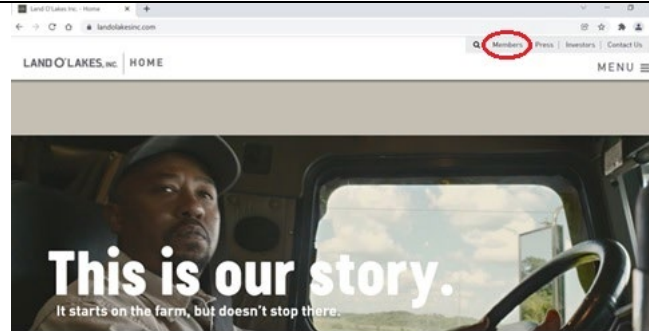 Land O'Lakes Inc. - Home
landolakesinc.com
Members | Press | Investors | Contact Us
LAND O'LAKES, INC. | HOME
MENU
This is our story.
It starts on the farm, but doesn't stop there.